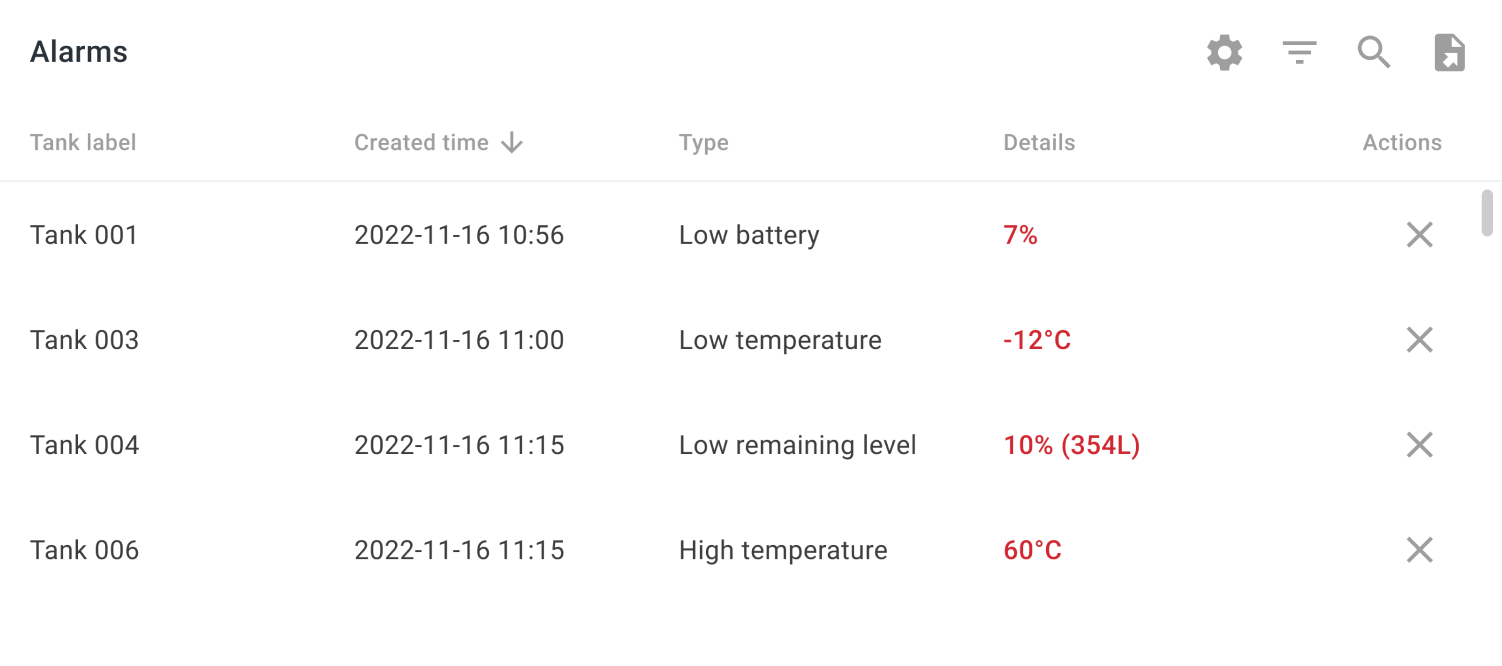 Alarms
Tank label Created time Type Details Actions
Tank 001 2022-11-16 10:56 Low battery 7%
Tank 003 2022-11-16 11:00 Low temperature -12°C
Tank 004 2022-11-16 11:15 Low remaining level 10% (354L)
Tank 006 2022-11-16 11:15 High temperature 60°C